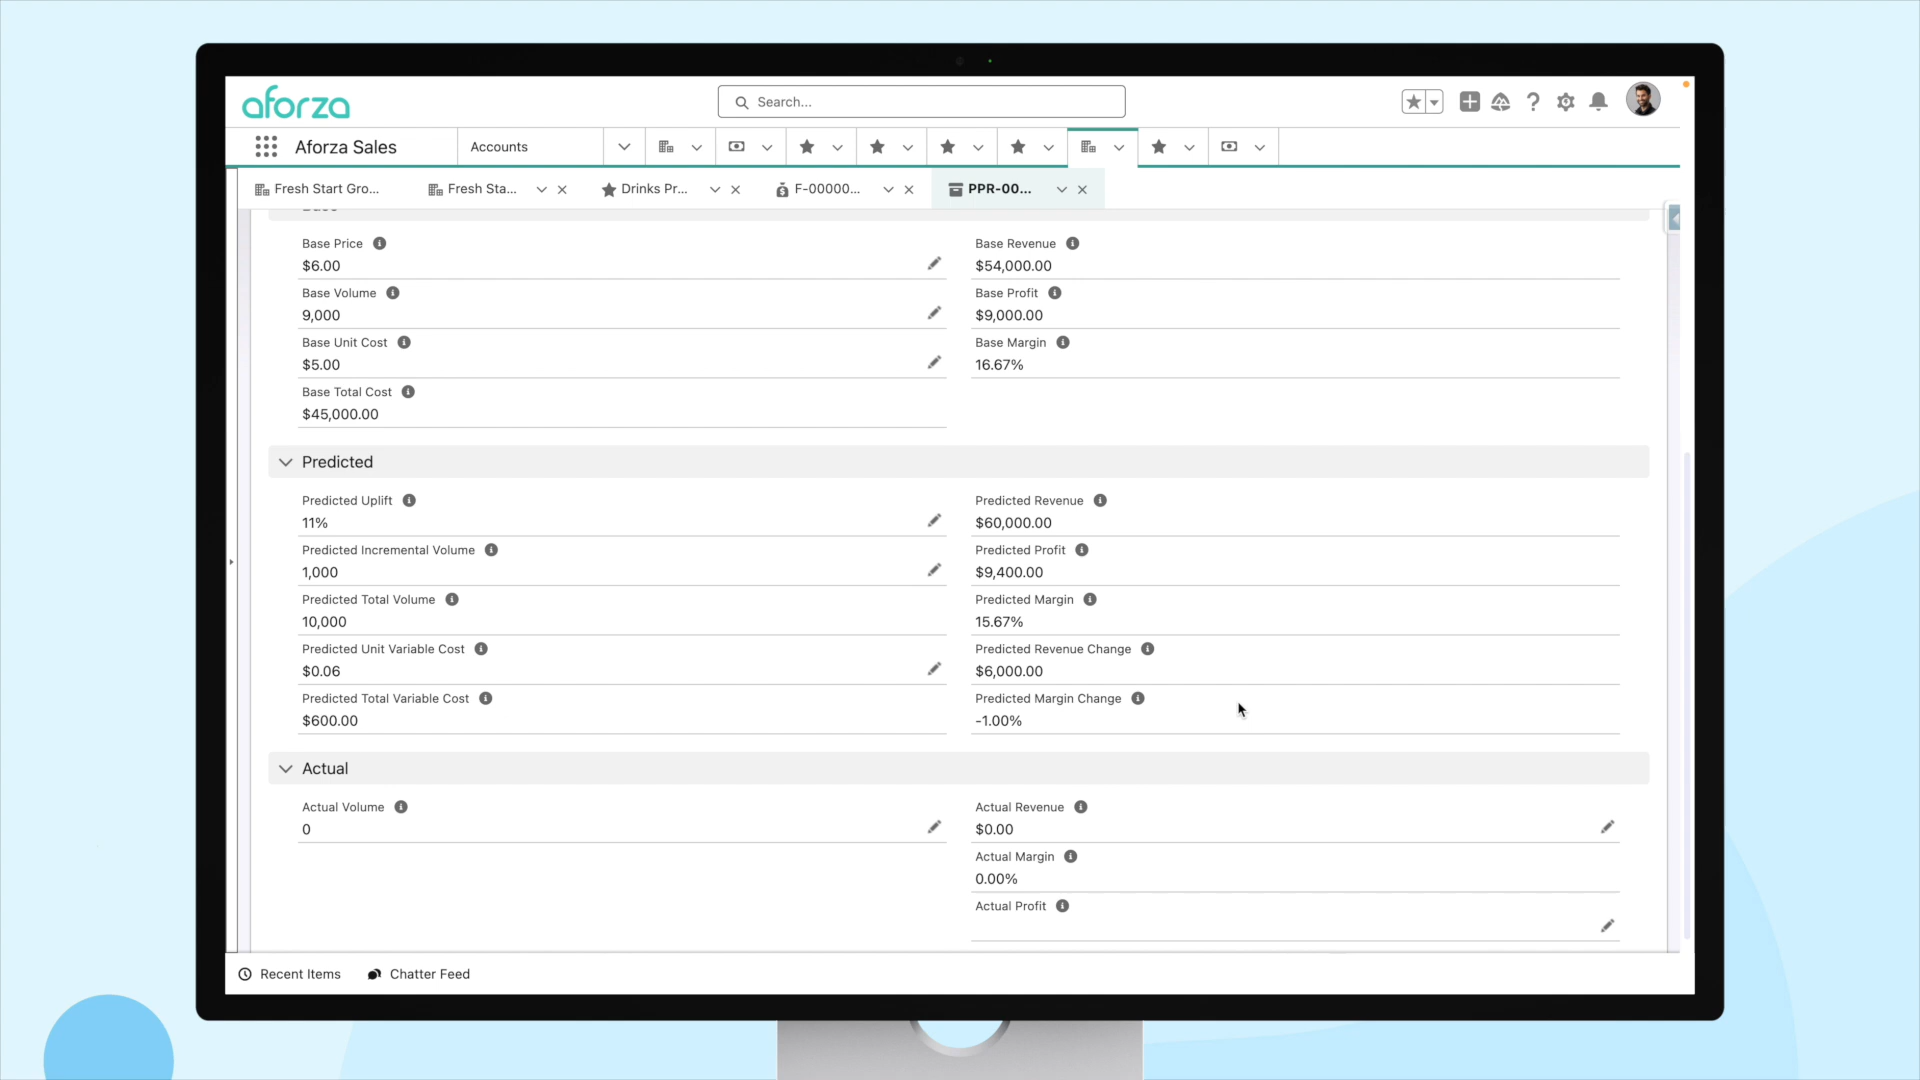 aforza
Search...
Aforza Sales
Accounts
Fresh Start Gro...
Fresh Sta...
Drinks Pr...
F-00000...
PPR-00...
Base Price
$6.00
Base Revenue
$54,000.00
Base Volume
9,000
Base Profit
$9,000.00
Base Unit Cost
$5.00
Base Margin
16.67%
Base Total Cost
$45,000.00
Predicted
Predicted Uplift
11%
Predicted Revenue
$60,000.00
Predicted Incremental Volume
1,000
Predicted Profit
$9,400.00
Predicted Total Volume
10,000
Predicted Margin
15.67%
Predicted Unit Variable Cost
$0.06
Predicted Revenue Change
$6,000.00
Predicted Total Variable Cost
$600.00
Predicted Margin Change
-1.00%
Actual
Actual Volume
0
Actual Revenue
$0.00
Actual Margin
0.00%
Actual Profit
Recent Items
Chatter Feed